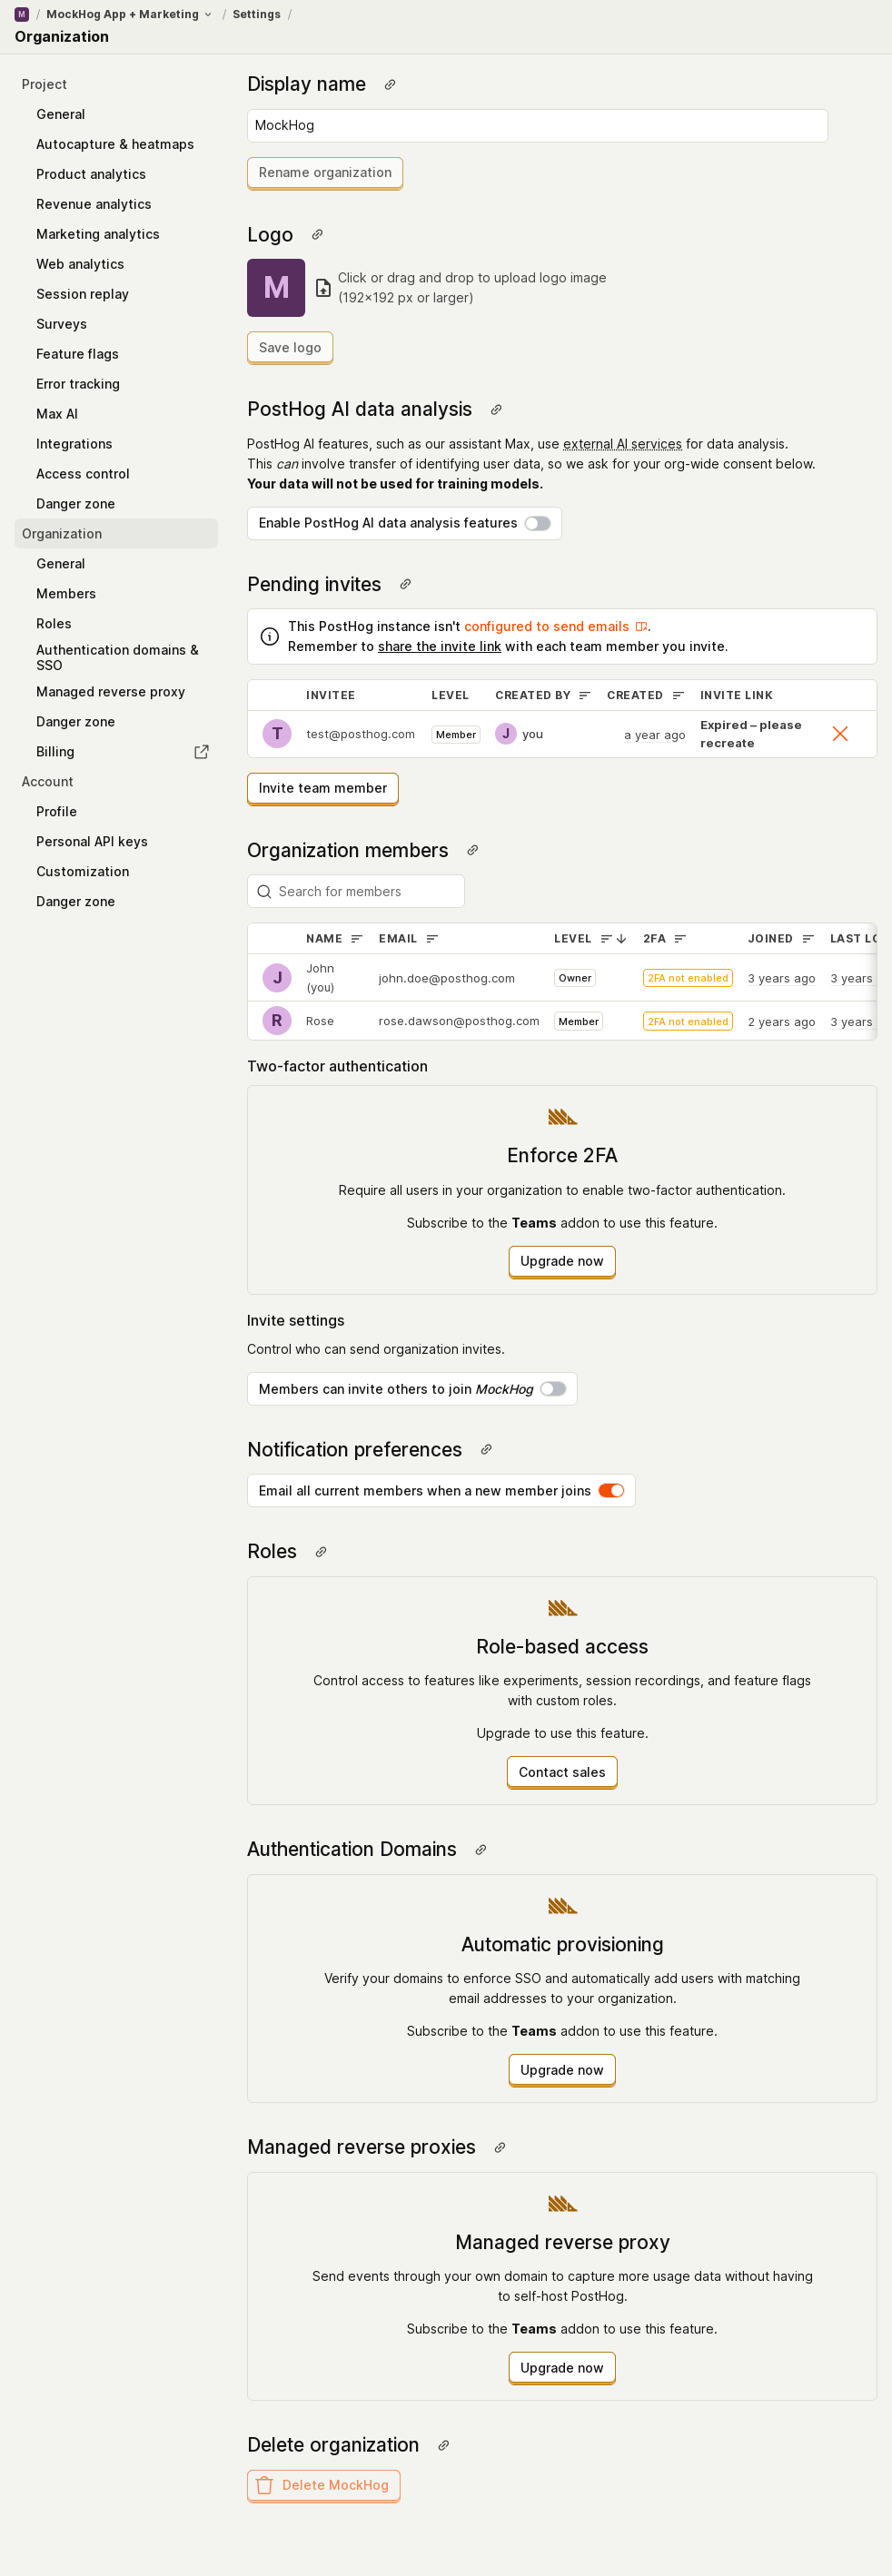 M / MockHog App + Marketing / Settings /
Organization
Project
General
Autocapture & heatmaps
Product analytics
Revenue analytics
Marketing analytics
Web analytics
Session replay
Surveys
Feature flags
Error tracking
Max AI
Integrations
Access control
Danger zone
Organization
General
Members
Roles
Authentication domains &
SSO
Managed reverse proxy
Danger zone
Billing
Account
Profile
Personal API keys
Customization
Danger zone
Display name
MockHog
Rename organization
Logo
M
Click or drag and drop to upload logo image
(192×192 px or larger)
Save logo
PostHog AI data analysis
PostHog AI features, such as our assistant Max, use external AI services for data analysis.
This can involve transfer of identifying user data, so we ask for your org-wide consent below.
Your data will not be used for training models.
Enable PostHog AI data analysis features
Pending invites
This PostHog instance isn't configured to send emails.
Remember to share the invite link with each team member you invite.
INVITEE LEVEL CREATED BY CREATED INVITE LINK
T test@posthog.com Member J you a year ago Expired – please
recreate
Invite team member
Organization members
Search for members
NAME EMAIL LEVEL 2FA JOINED LAST LO
J John
(you) john.doe@posthog.com Owner 2FA not enabled 3 years ago 3 years
R Rose rose.dawson@posthog.com Member 2FA not enabled 2 years ago 3 years
Two-factor authentication
Enforce 2FA
Require all users in your organization to enable two-factor authentication.
Subscribe to the Teams addon to use this feature.
Upgrade now
Invite settings
Control who can send organization invites.
Members can invite others to join MockHog
Notification preferences
Email all current members when a new member joins
Roles
Role-based access
Control access to features like experiments, session recordings, and feature flags
with custom roles.
Upgrade to use this feature.
Contact sales
Authentication Domains
Automatic provisioning
Verify your domains to enforce SSO and automatically add users with matching
email addresses to your organization.
Subscribe to the Teams addon to use this feature.
Upgrade now
Managed reverse proxies
Managed reverse proxy
Send events through your own domain to capture more usage data without having
to self-host PostHog.
Subscribe to the Teams addon to use this feature.
Upgrade now
Delete organization
Delete MockHog